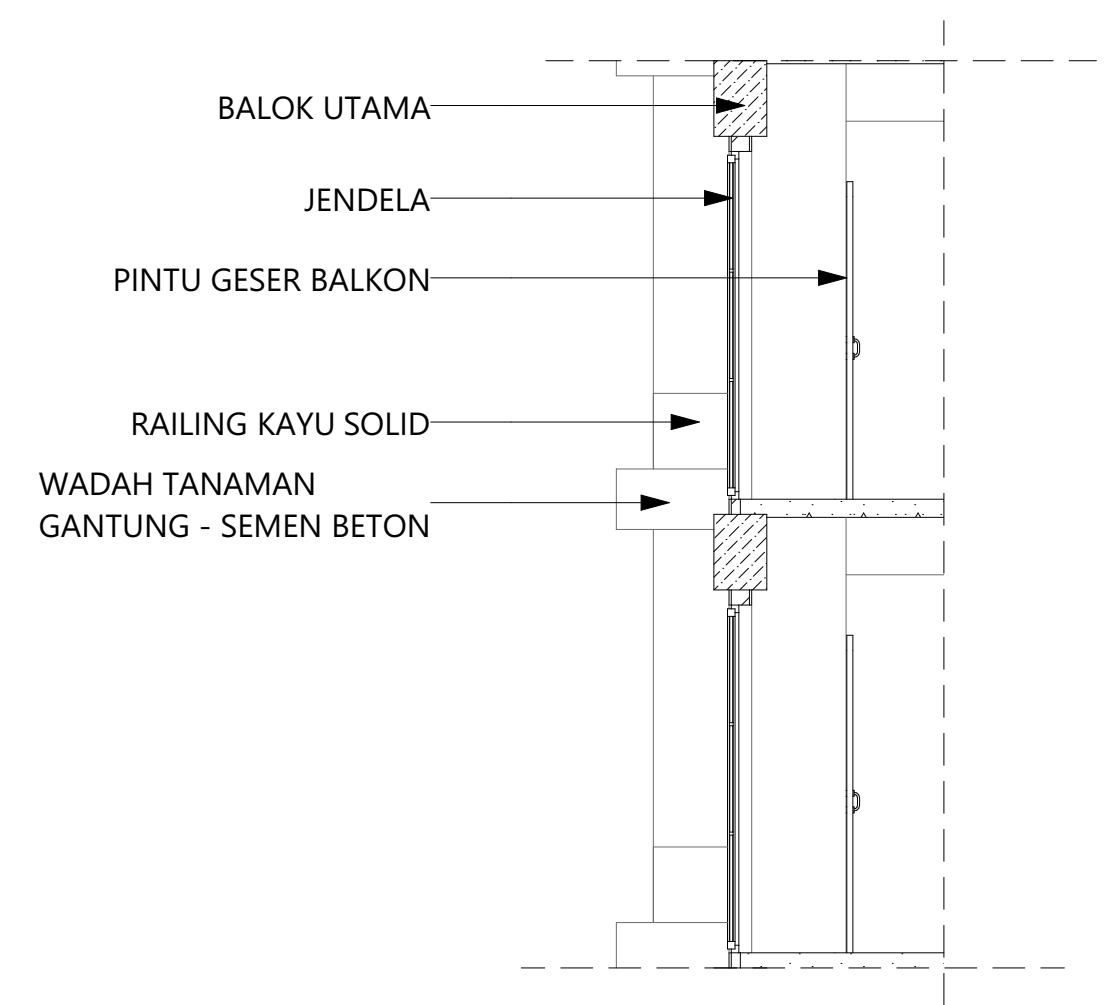 BALOK UTAMA
JENDELA
PINTU GESER BALKON
RAILING KAYU SOLID
WADAH TANAMAN
GANTUNG - SEMEN BETON